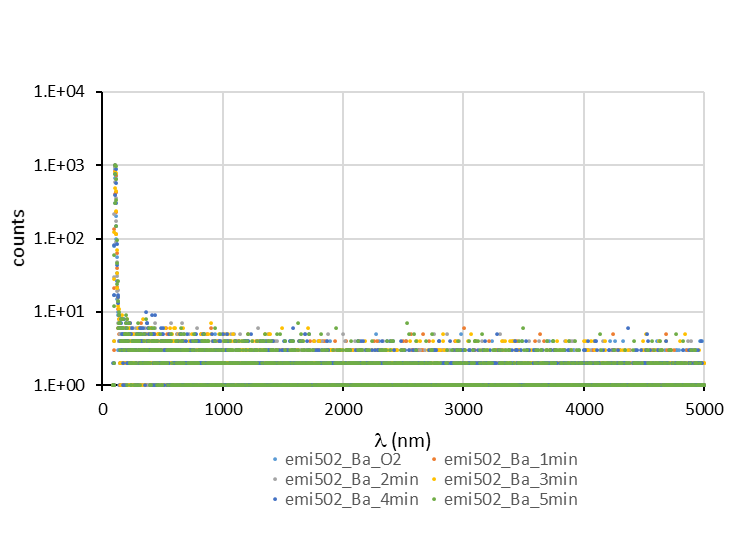 1.E+04
1.E+03
1.E+02
1.E+01
1.E+00
counts
0 1000 2000 3000 4000 5000
λ (nm)
emi502_Ba_O2 emi502_Ba_1min
emi502_Ba_2min emi502_Ba_3min
emi502_Ba_4min emi502_Ba_5min